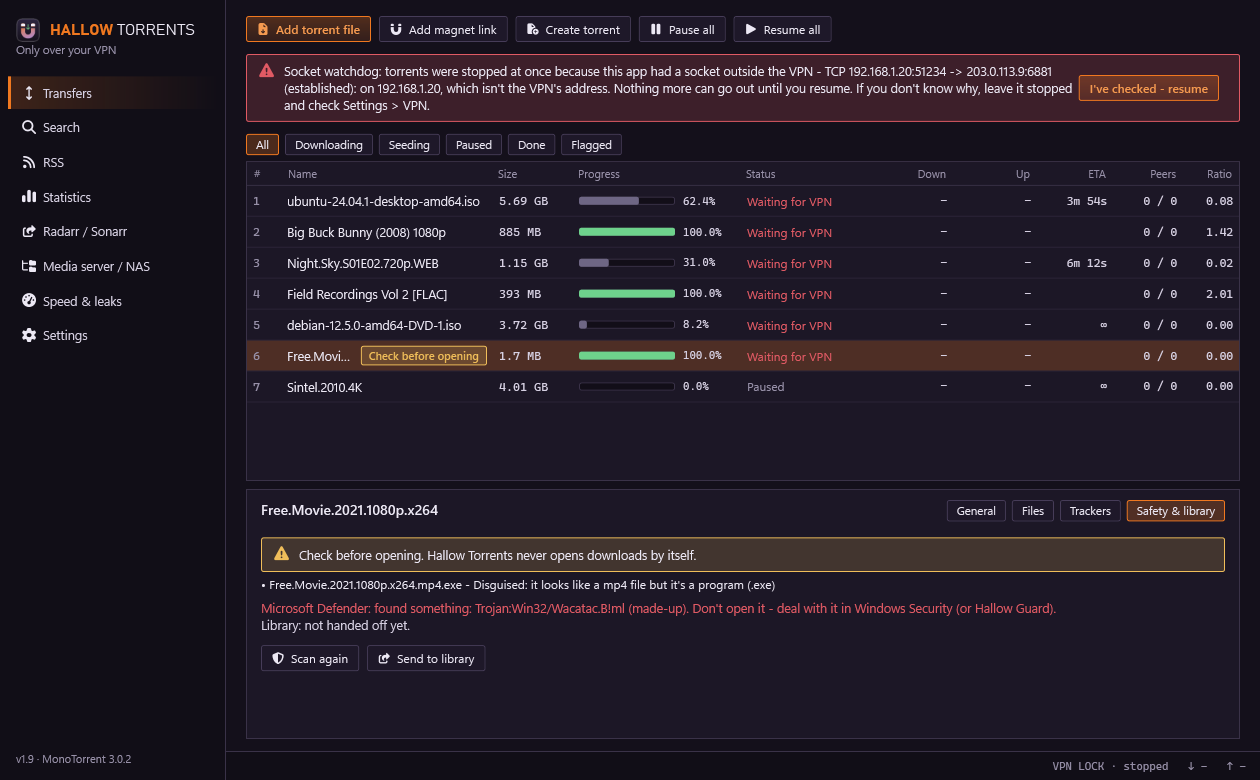 HALLOW TORRENTS
Only over your VPN
Transfers
Search
RSS
Statistics
Radarr / Sonarr
Media server / NAS
Speed & leaks
Settings
v1.9 · MonoTorrent 3.0.2
Add torrent file Add magnet link Create torrent Pause all Resume all
Socket watchdog: torrents were stopped at once because this app had a socket outside the VPN - TCP 192.168.1.20:51234 -> 203.0.113.9:6881
(established): on 192.168.1.20, which isn't the VPN's address. Nothing more can go out until you resume. If you don't know why, leave it stopped
and check Settings > VPN.
I've checked - resume
All Downloading Seeding Paused Done Flagged
# Name Size Progress Status Down Up ETA Peers Ratio
1 ubuntu-24.04.1-desktop-amd64.iso 5.69 GB 62.4% Waiting for VPN – – 3m 54s 0 / 0 0.08
2 Big Buck Bunny (2008) 1080p 885 MB 100.0% Waiting for VPN – – 0 / 0 1.42
3 Night.Sky.S01E02.720p.WEB 1.15 GB 31.0% Waiting for VPN – – 6m 12s 0 / 0 0.02
4 Field Recordings Vol 2 [FLAC] 393 MB 100.0% Waiting for VPN – – 0 / 0 2.01
5 debian-12.5.0-amd64-DVD-1.iso 3.72 GB 8.2% Waiting for VPN – – ∞ 0 / 0 0.00
6 Free.Movi... Check before opening 1.7 MB 100.0% Waiting for VPN – – 0 / 0 0.00
7 Sintel.2010.4K 4.01 GB 0.0% Paused – – ∞ 0 / 0 0.00
Free.Movie.2021.1080p.x264
General Files Trackers Safety & library
Check before opening. Hallow Torrents never opens downloads by itself.
• Free.Movie.2021.1080p.x264.mp4.exe - Disguised: it looks like a mp4 file but it's a program (.exe)
Microsoft Defender: found something: Trojan:Win32/Wacatac.B!ml (made-up). Don't open it - deal with it in Windows Security (or Hallow Guard).
Library: not handed off yet.
Scan again Send to library
VPN LOCK · stopped ↓ – ↑ –